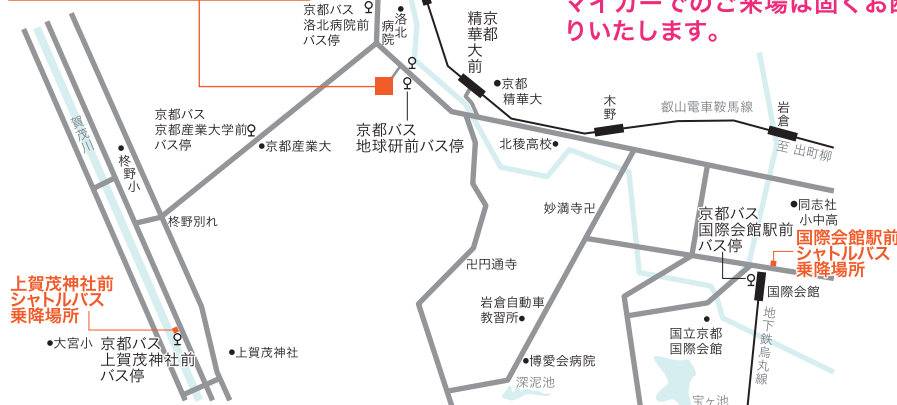 マイカーでのご来場は固くお断
りいたします。
京都バス
洛北病院前
バス停
洛北
病院
京都
精華大前
京都
精華大
木野
叡山電車鞍馬線
岩倉
至 出町柳
賀茂川
柊野小
京都バス
京都産業大学前
バス停
京都産業大
京都バス
地球研前バス停
北稜高校
柊野別れ
妙満寺卍
同志社
小中高
京都バス
国際会館駅前
バス停
国際会館駅前
シャトルバス
乗降場所
卍円通寺
上賀茂神社前
シャトルバス
乗降場所
岩倉自動車
教習所
国際会館
地下鉄烏丸線
国立京都
国際会館
大宮小
京都バス
上賀茂神社前
バス停
上賀茂神社
博愛会病院
深泥池
宝ヶ池